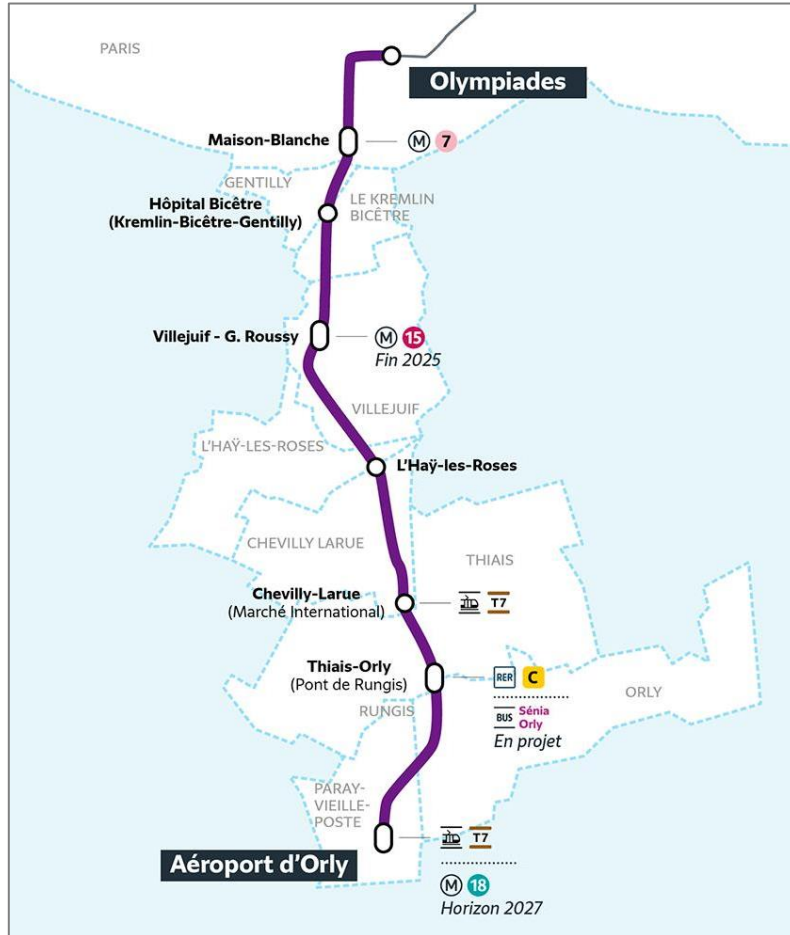 PARIS
Olympiades
Maison-Blanche
M 7
GENTILLY
Hôpital Bicêtre
(Kremlin-Bicêtre-Gentilly)
LE KREMLIN
BICÊTRE
Villejuif - G. Roussy
M 15
Fin 2025
VILLEJUIF
L'HAŸ-LES-ROSES
L'Haÿ-les-Roses
CHEVILLY LARUE
THIAIS
Chevilly-Larue
(Marché International)
T7
Thiais-Orly
(Pont de Rungis)
RER C
ORLY
RUNGIS
BUS Sénia
Orly
En projet
PARAY-
VIEILLE-
POSTE
T7
Aéroport d'Orly
M 18
Horizon 2027